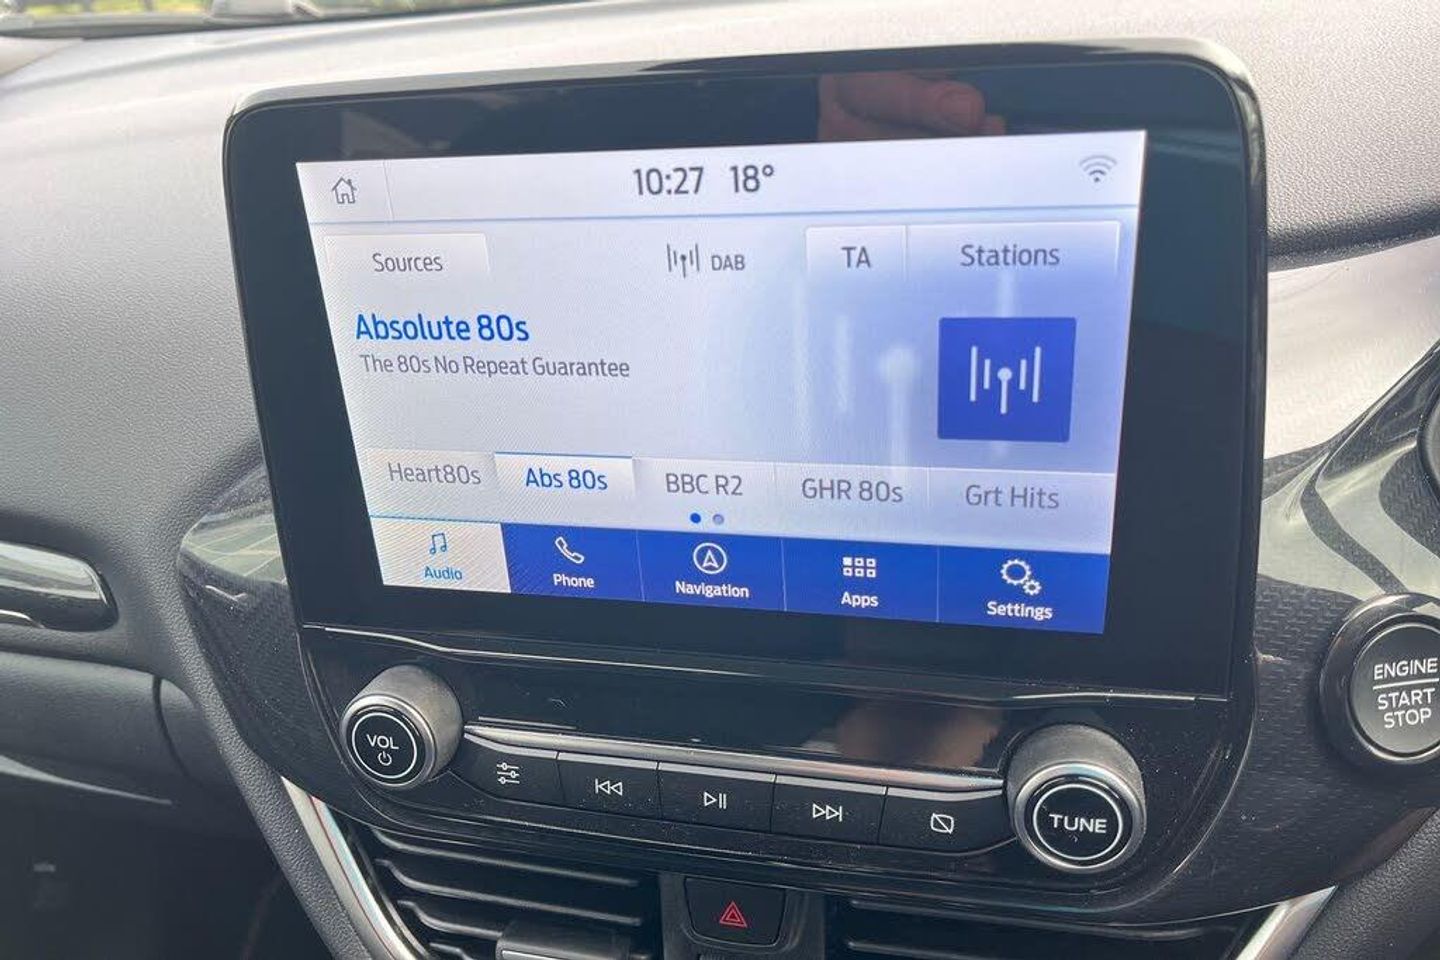 10:27 18°
Sources
DAB
TA
Stations
Absolute 80s
The 80s No Repeat Guarantee
Heart80s
Abs 80s
BBC R2
GHR 80s
Grt Hits
Audio
Phone
Navigation
Apps
Settings
VOL
TUNE
ENGINE
START
STOP